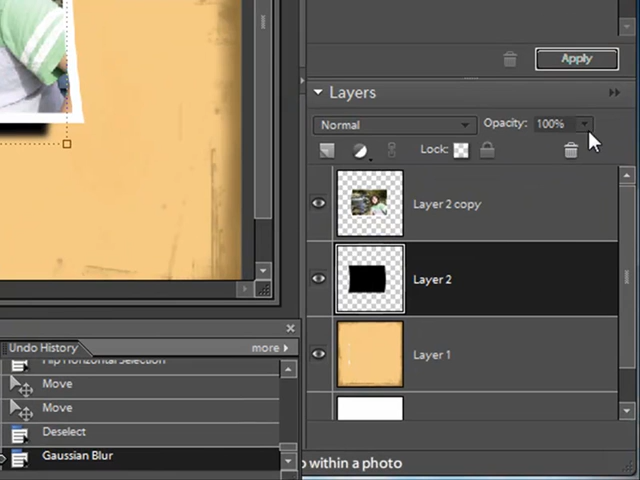 Apply
Layers
Normal
Opacity: 100%
Lock:
Layer 2 copy
Layer 2
Layer 1
Undo History
more
Flip Horizontal Selection
Move
Move
Deselect
Gaussian Blur
within a photo